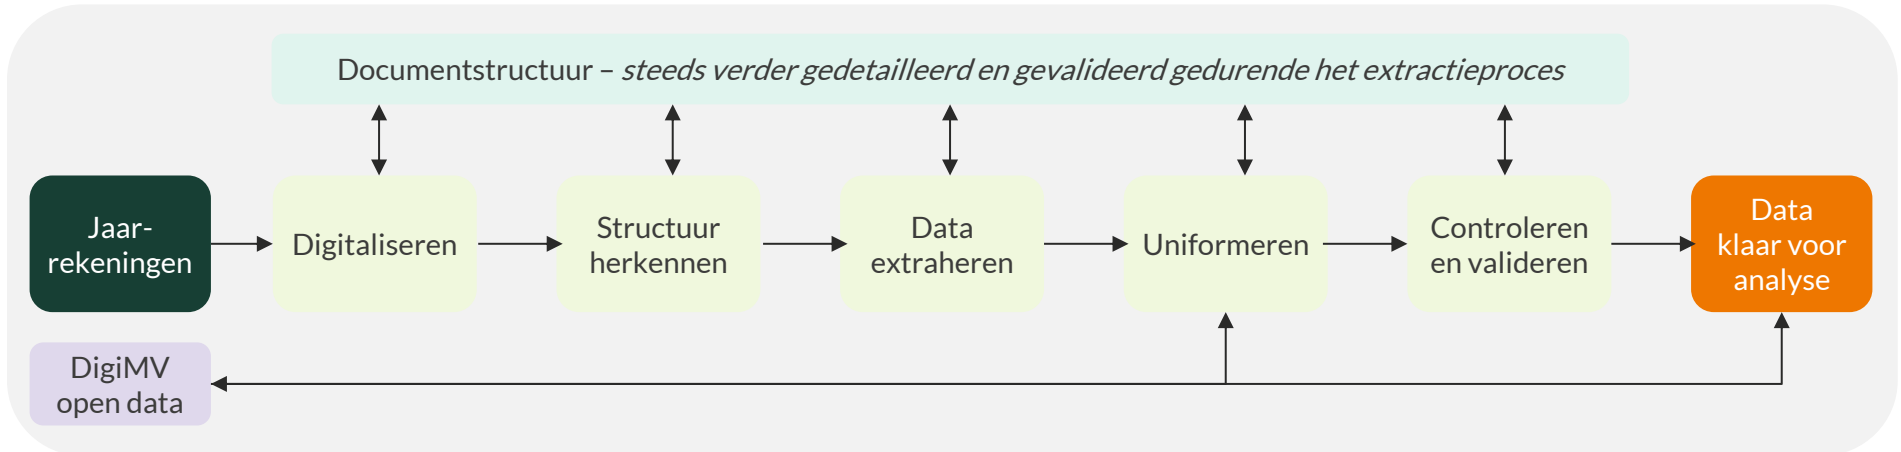 Documentstructuur – steeds verder gedetailleerd en gevalideerd gedurende het extractieproces
Jaar-
rekeningen
Digitaliseren
Structuur
herkennen
Data
extraheren
Uniformeren
Controleren
en valideren
Data
klaar voor
analyse
DigiMV
open data